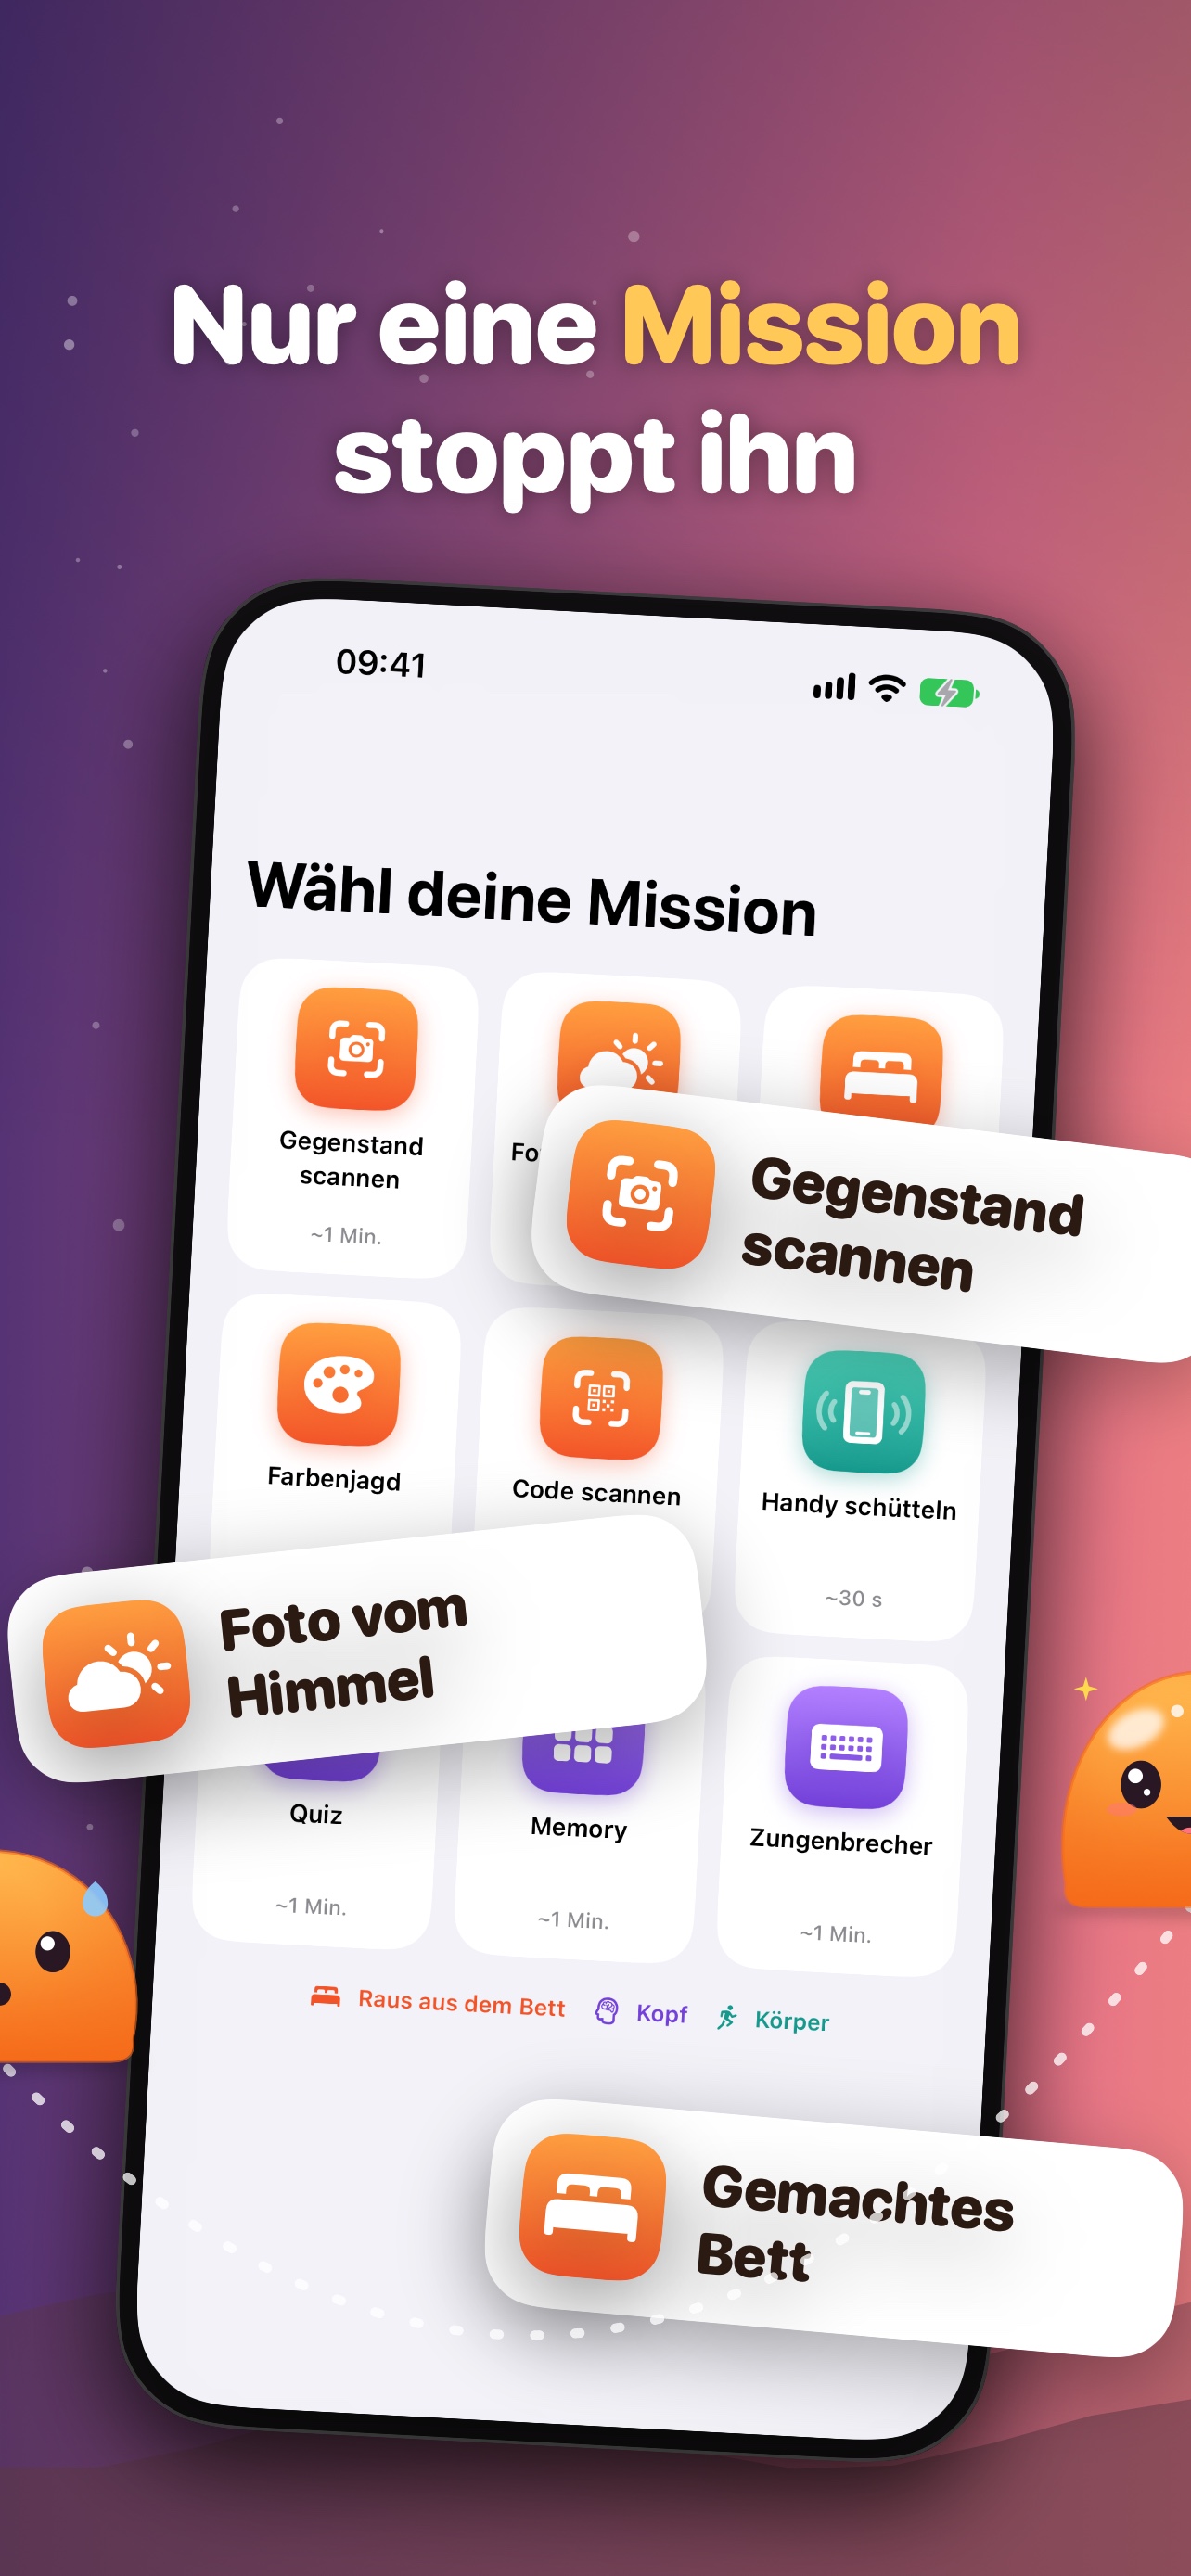 Nur eine Mission
stoppt ihn
09:41
Wähl deine Mission
Gegenstand
scannen
~1 Min.
Gegenstand
scannen
Farbenjagd
Code scannen
Handy schütteln
~30 s
Foto vom
Himmel
Quiz
~1 Min.
Memory
~1 Min.
Zungenbrecher
~1 Min.
Raus aus dem Bett Kopf Körper
Gemachtes
Bett